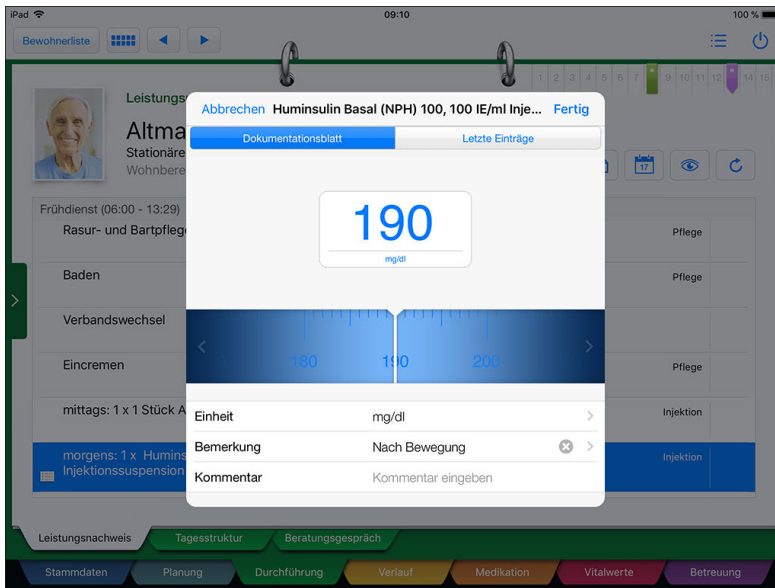 iPad
09:10
100 %
Bewohnerliste
1 2 3 4 5 6 7 8 9 10 11 12 14 15
Leistungs
Altma
Stationäre
Wohnbere
17
Abbrechen Huminsulin Basal (NPH) 100, 100 IE/ml Inje... Fertig
Dokumentationsblatt Letzte Einträge
190
mg/dl
180 190 200
Einheit mg/dl
Bemerkung Nach Bewegung
Kommentar Kommentar eingeben
Frühdienst (06:00 - 13:29)
Rasur- und Bartpfleg Pflege
Baden Pflege
Verbandswechsel
Eincremen Pflege
mittags: 1 x 1 Stück A Injektion
morgens: 1 x Humins Injektion
Injektionssuspension
Leistungsnachweis Tagesstruktur Beratungsgespräch
Stammdaten Planung Durchführung Verlauf Medikation Vitalwerte Betreuung